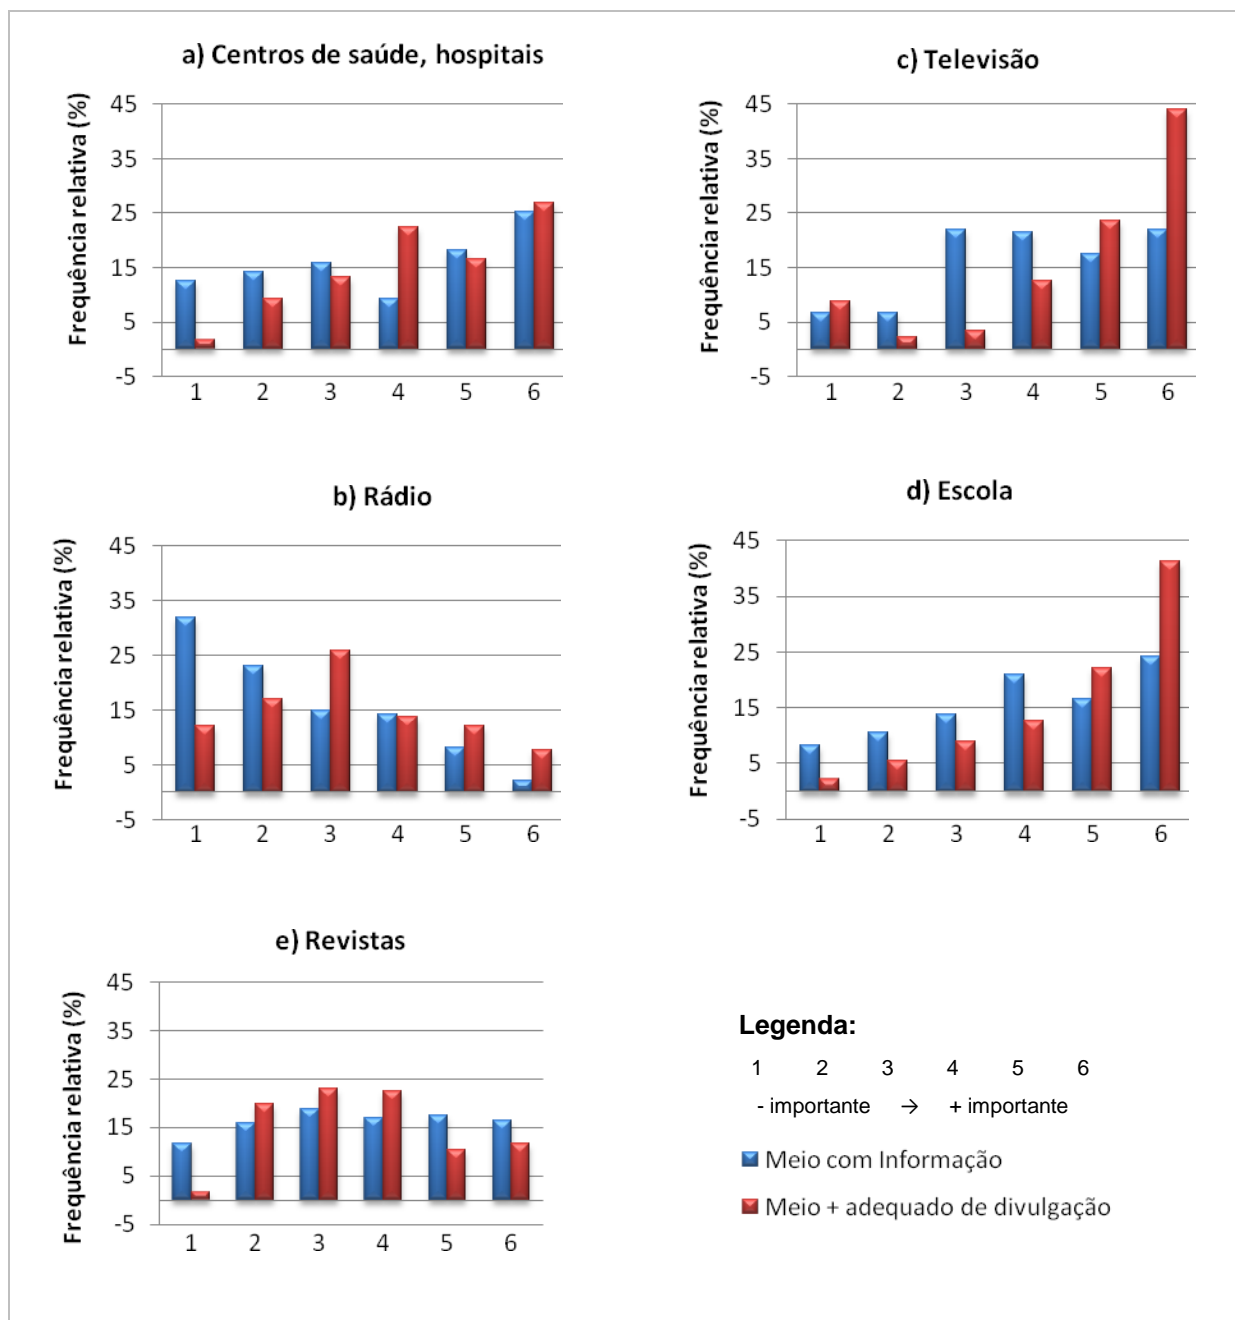 a) Centros de saúde, hospitais
Frequência relativa (%)
45
35
25
15
5
-5
1 2 3 4 5 6
c) Televisão
Frequência relativa (%)
45
35
25
15
5
-5
1 2 3 4 5 6
b) Rádio
Frequência relativa (%)
45
35
25
15
5
-5
1 2 3 4 5 6
d) Escola
Frequência relativa (%)
45
35
25
15
5
-5
1 2 3 4 5 6
e) Revistas
Frequência relativa (%)
45
35
25
15
5
-5
1 2 3 4 5 6
Legenda:
1 2 3 4 5 6
- importante → + importante
Meio com Informação
Meio + adequado de divulgação